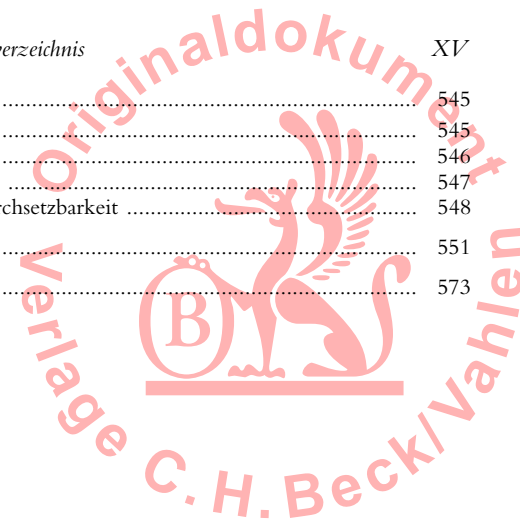 verzeichnis XV
545
545
546
547
rchsetzbarkeit 548
551
573
Originaldokument
Verlage C.H.Beck/Vahlen
B